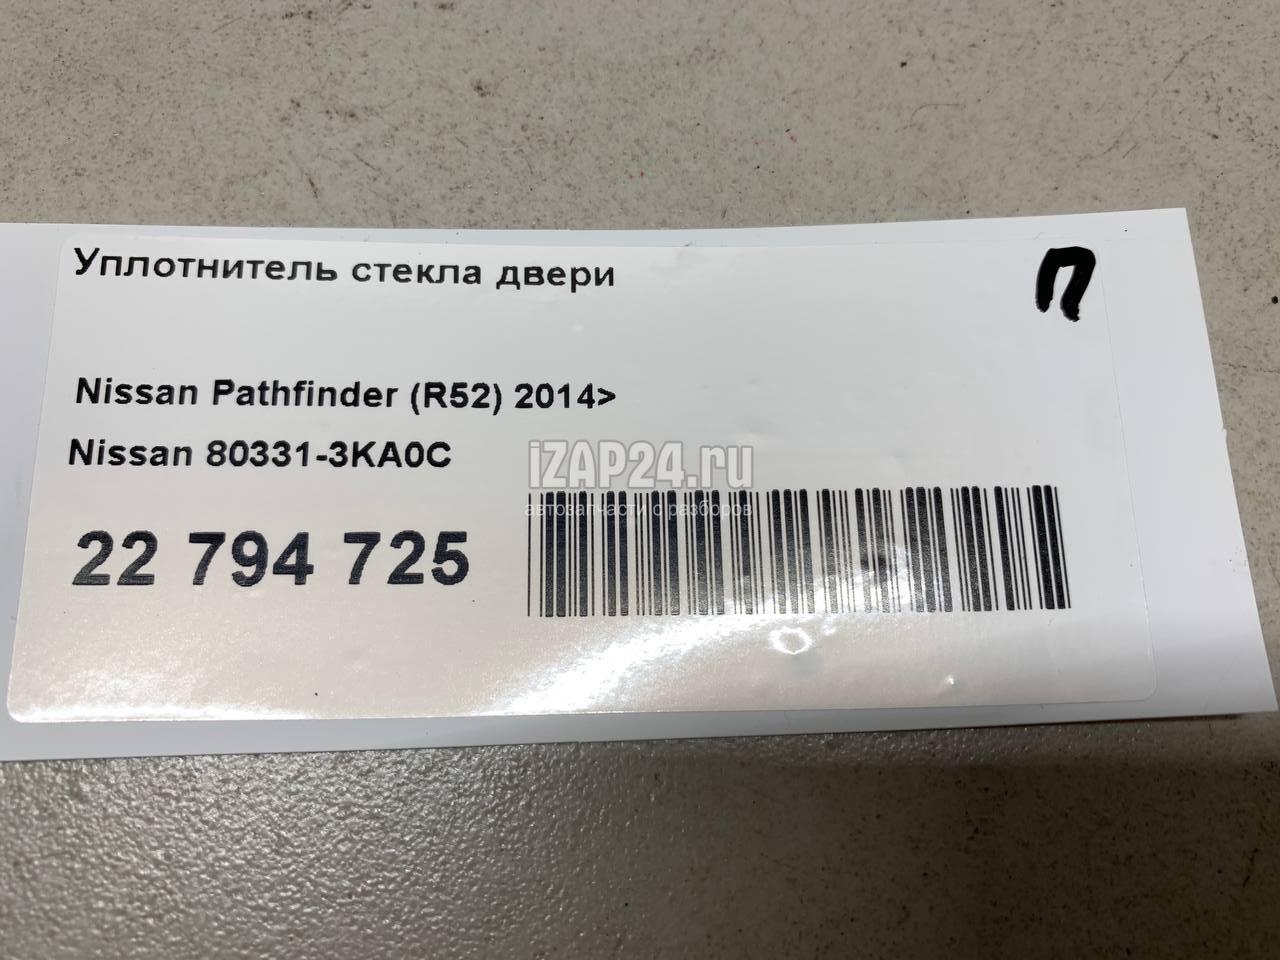 Уплотнитель стекла двери
П
Nissan Pathfinder (R52) 2014>
Nissan 80331-3KA0C
iZAP24.ru
автозапчасти с разборов
22 794 725